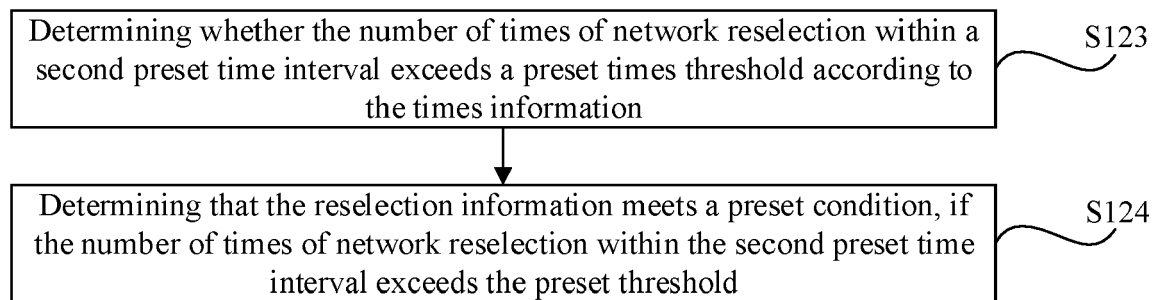 Determining whether the number of times of network reselection within a
second preset time interval exceeds a preset times threshold according to
the times information
S123
Determining that the reselection information meets a preset condition, if
the number of times of network reselection within the second preset time
interval exceeds the preset threshold
S124